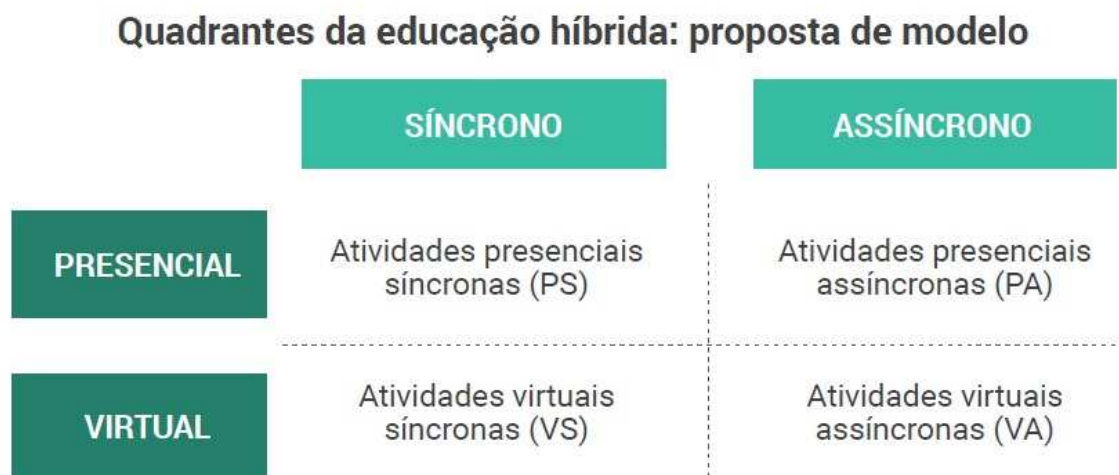 Quadrantes da educação híbrida: proposta de modelo
SÍNCRONO
ASSÍNCRONO
PRESENCIAL
Atividades presenciais
síncronas (PS)
Atividades presenciais
assíncronas (PA)
VIRTUAL
Atividades virtuais
síncronas (VS)
Atividades virtuais
assíncronas (VA)